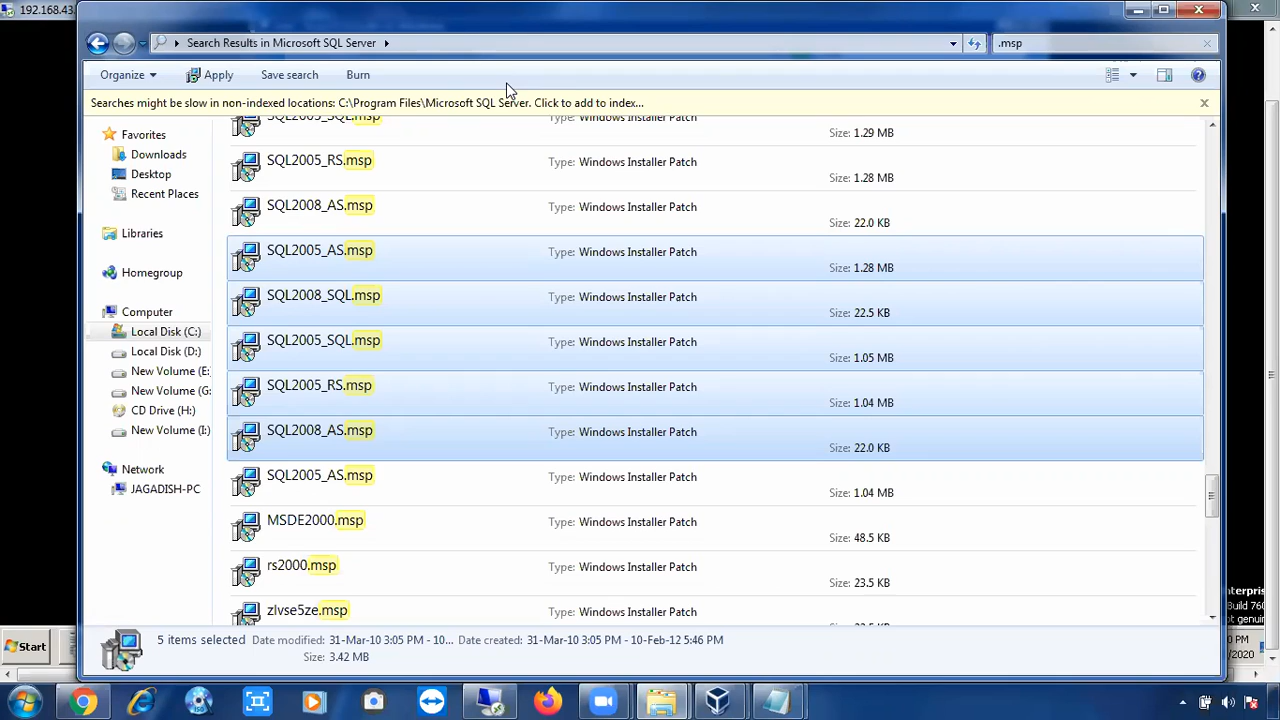 192.168.43
Search Results in Microsoft SQL Server
.msp
Organize
Apply
Save search
Burn
Searches might be slow in non-indexed locations: C:\Program Files\Microsoft SQL Server. Click to add to index...
Favorites
Downloads
Desktop
Recent Places
Libraries
Homegroup
Computer
Local Disk (C:)
Local Disk (D:)
New Volume (E:
New Volume (G:
CD Drive (H:)
New Volume (I:)
Network
JAGADISH-PC
SQL2005_SQL.msp Type: Windows Installer Patch Size: 1.29 MB
SQL2005_RS.msp Type: Windows Installer Patch Size: 1.28 MB
SQL2008_AS.msp Type: Windows Installer Patch Size: 22.0 KB
SQL2005_AS.msp Type: Windows Installer Patch Size: 1.28 MB
SQL2008_SQL.msp Type: Windows Installer Patch Size: 22.5 KB
SQL2005_SQL.msp Type: Windows Installer Patch Size: 1.05 MB
SQL2005_RS.msp Type: Windows Installer Patch Size: 1.04 MB
SQL2008_AS.msp Type: Windows Installer Patch Size: 22.0 KB
SQL2005_AS.msp Type: Windows Installer Patch Size: 1.04 MB
MSDE2000.msp Type: Windows Installer Patch Size: 48.5 KB
rs2000.msp Type: Windows Installer Patch Size: 23.5 KB
zlvse5ze.msp Type: Windows Installer Patch
5 items selected Date modified: 31-Mar-10 3:05 PM - 10... Date created: 31-Mar-10 3:05 PM - 10-Feb-12 5:46 PM
Size: 3.42 MB
terprise
Build 760
ot genuin
Start
0 PM
/2020